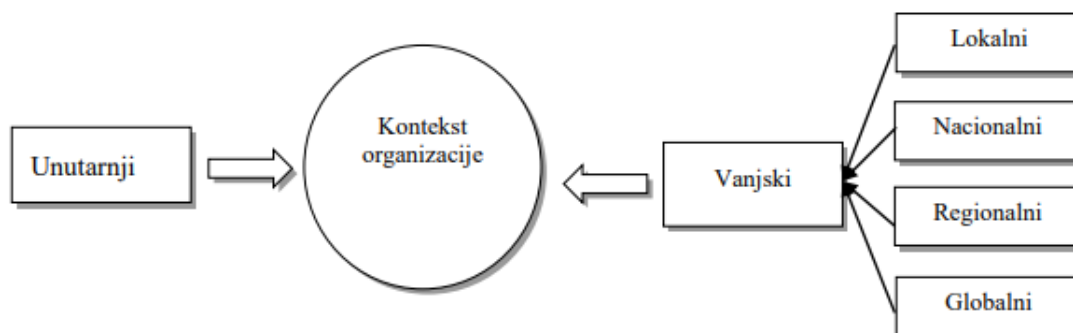 Unutarnji
Kontekst
organizacije
Vanjski
Lokalni
Nacionalni
Regionalni
Globalni